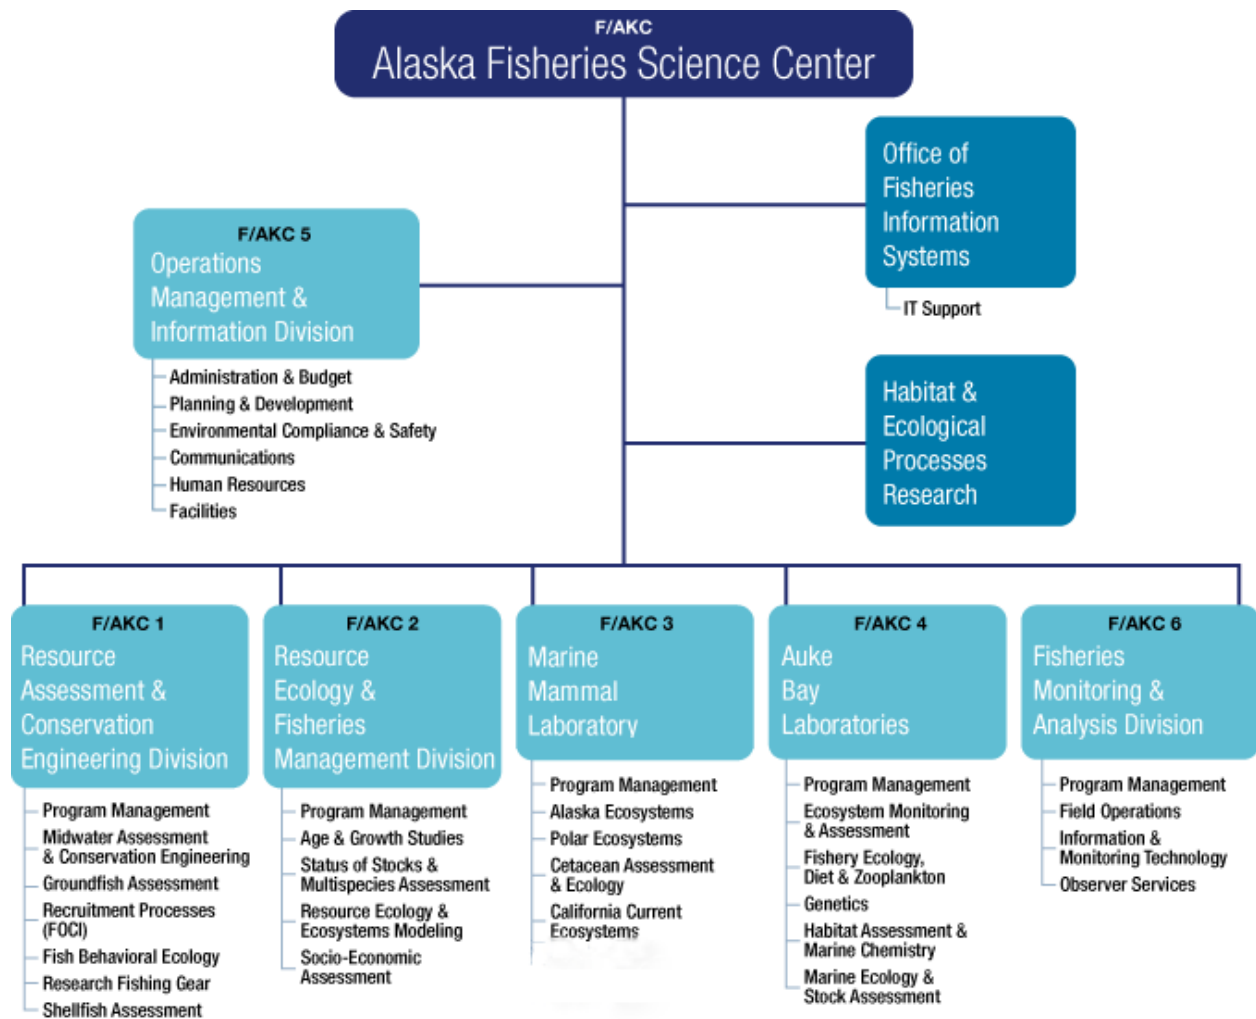 F/AKC
Alaska Fisheries Science Center
Office of
Fisheries
Information
Systems
IT Support
F/AKC 5
Operations
Management &
Information Division
Administration & Budget
Planning & Development
Environmental Compliance & Safety
Communications
Human Resources
Facilities
Habitat &
Ecological
Processes
Research
F/AKC 1
Resource
Assessment &
Conservation
Engineering Division
Program Management
Midwater Assessment
& Conservation Engineering
Groundfish Assessment
Recruitment Processes
(FOCI)
Fish Behavioral Ecology
Research Fishing Gear
Shellfish Assessment
F/AKC 2
Resource
Ecology &
Fisheries
Management Division
Program Management
Age & Growth Studies
Status of Stocks &
Multispecies Assessment
Resource Ecology &
Ecosystems Modeling
Socio-Economic
Assessment
F/AKC 3
Marine
Mammal
Laboratory
Program Management
Alaska Ecosystems
Polar Ecosystems
Cetacean Assessment
& Ecology
California Current
Ecosystems
F/AKC 4
Auke
Bay
Laboratories
Program Management
Ecosystem Monitoring
& Assessment
Fishery Ecology,
Diet & Zooplankton
Genetics
Habitat Assessment &
Marine Chemistry
Marine Ecology &
Stock Assessment
F/AKC 6
Fisheries
Monitoring &
Analysis Division
Program Management
Field Operations
Information &
Monitoring Technology
Observer Services